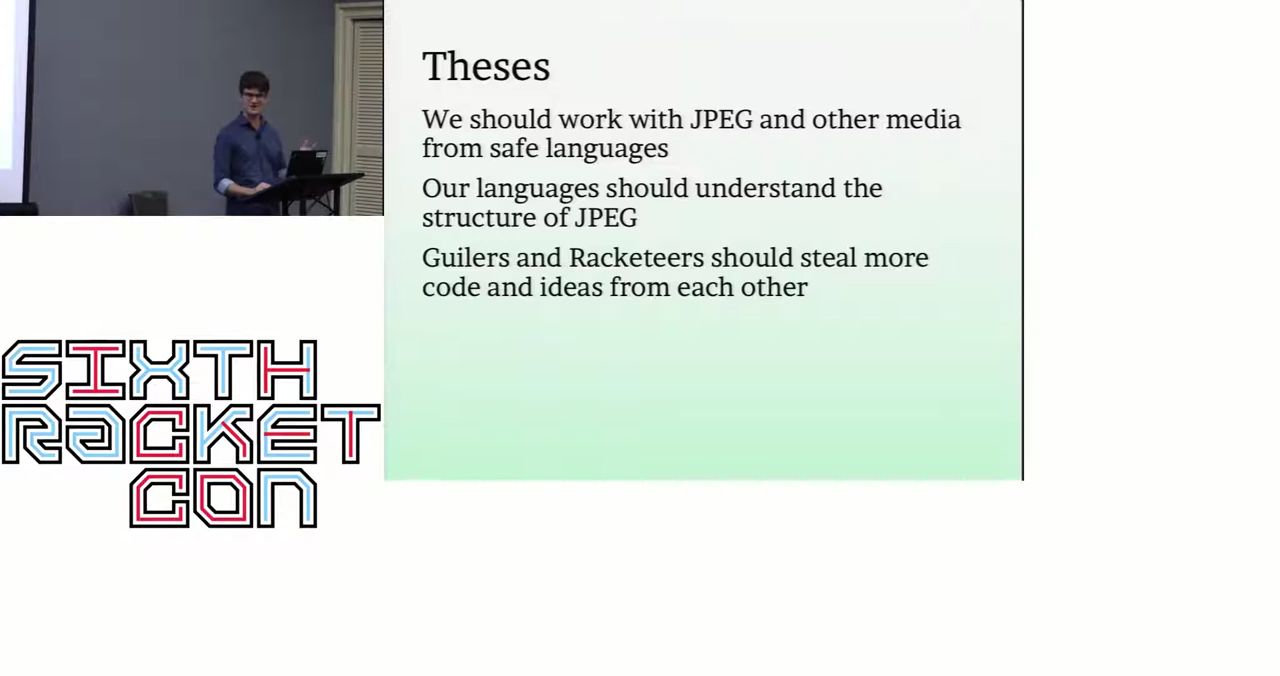 Theses
We should work with JPEG and other media
from safe languages
Our languages should understand the
structure of JPEG
Guilers and Racketeers should steal more
code and ideas from each other
SIXTH
RACKET
CON